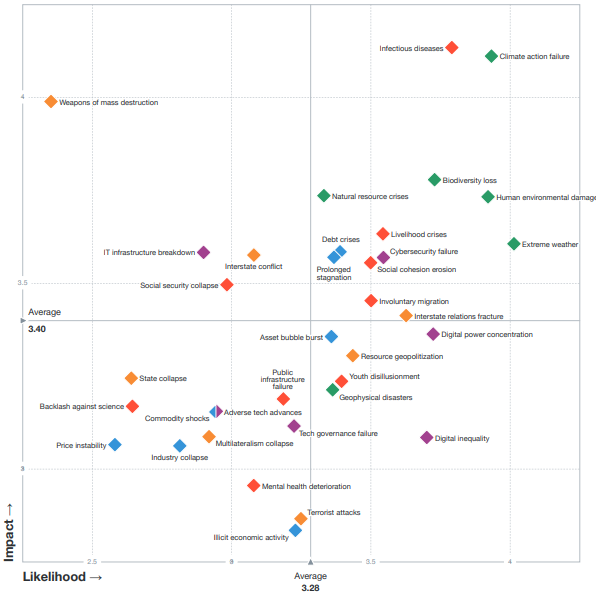 Infectious diseases
Climate action failure
4
Weapons of mass destruction
Biodiversity loss
Natural resource crises
Human environmental damage
Livelihood crises
Debt crises
Extreme weather
IT infrastructure breakdown
Cybersecurity failure
Interstate conflict
Prolonged
stagnation
Social cohesion erosion
3.5
Social security collapse
Involuntary migration
Average
Interstate relations fracture
3.40
Asset bubble burst
Digital power concentration
Resource geopolitization
Public
infrastructure
failure
State collapse
Youth disillusionment
Geophysical disasters
Backlash against science
Commodity shocks
Adverse tech advances
Tech governance failure
Price instability
Multilateralism collapse
Digital inequality
Industry collapse
3
Mental health deterioration
Terrorist attacks
Illicit economic activity
Impact →
2.5
3
3.5
4
Likelihood →
Average
3.28